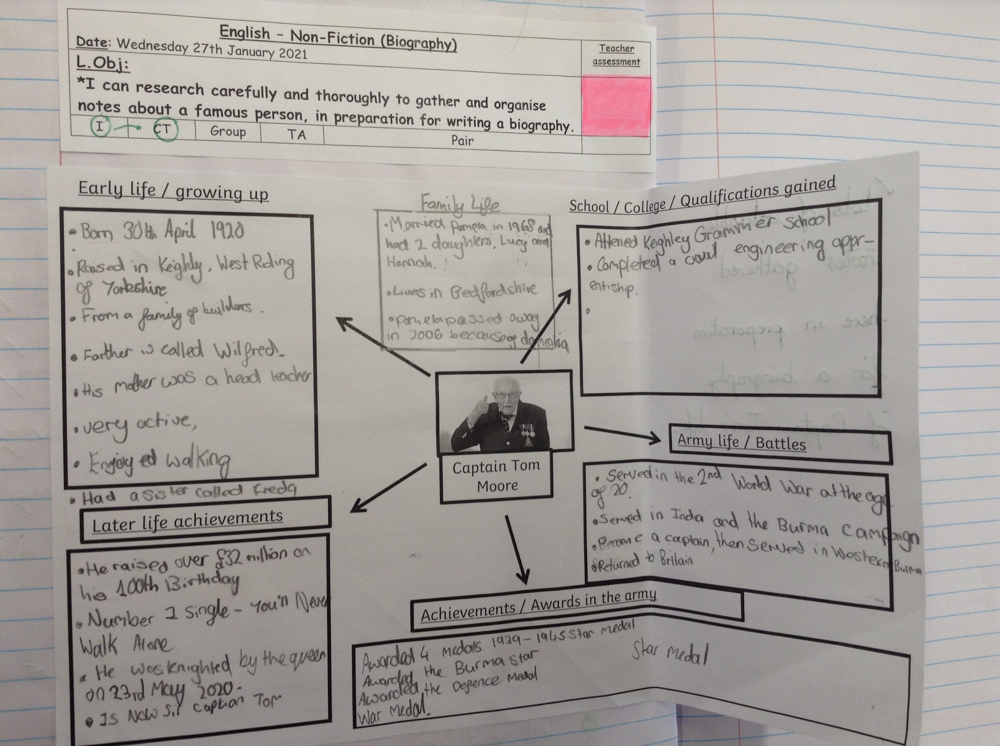 English - Non-Fiction (Biography)
Date: Wednesday 27th January 2021
Teacher
assessment
L.Obj:
*I can research carefully and thoroughly to gather and organise
notes about a famous person, in preparation for writing a biography.
I CT Group TA Pair
Early life / growing up
• Born 30th April 1920
• Raised in Keighly, West Riding
of Yorkshire
• From a family of builders.
• Farther is called Wilfred.
• His mother was a head teacher
• very active,
• Enjoyed walking
• Had a sister called Freda
Family Life
• Married Pamela in 1968 and
had 2 daughters, Lucy and
Hannah.
• Lives in Bedfordshire
• Pamela passed away
in 2006 because of
School / College / Qualifications gained
• Attened Keighley Grammer School
• Completed a civil engineering appr-
entiship.
Captain Tom
Moore
Army life / Battles
• Served in the 2nd World War at the age
of 20.
• Served in India and the Burma Campaign
• Become a captain, then served in Western Burma
• Returned to Britain
Later life achievements
• He raised over £32 million on
his 100th Birthday
• Number 1 single - You'll Never
Walk Alone
• He was knighted by the queen
on 23rd May 2020.
• Is Now Sir Captian Tom
Achievements / Awards in the army
Awarded 4 medals 1939-1945 Star medal
Awarded the Burma Star
Awarded the Defence Medal
War Medal.
Star medal